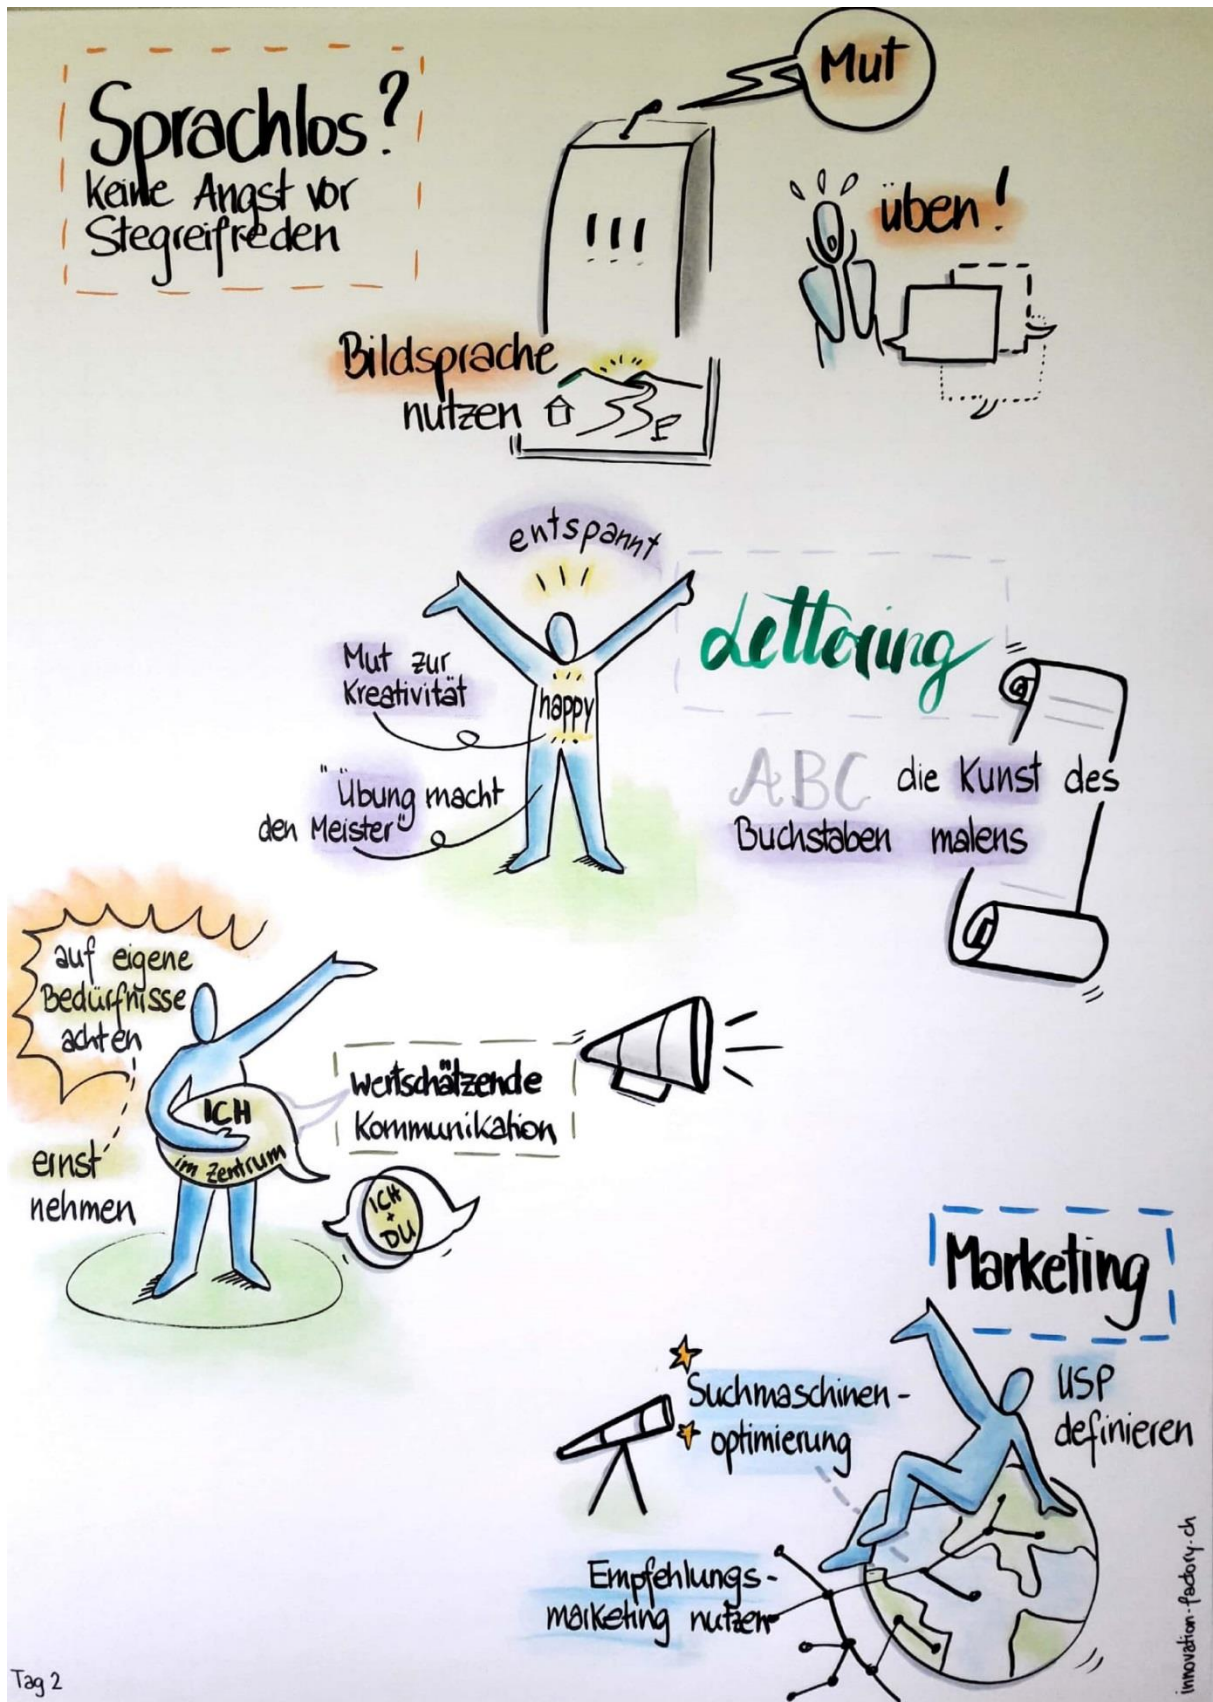 Sprachlos?
Keine Angst vor
Stegreifreden
Mut
!!!
üben!
Bildsprache
nutzen
entspannt
Mut zur
Kreativität
happy
"Übung macht
den Meister"
Lettering
ABC die Kunst des
Buchstaben malens
auf eigene
Bedürfnisse
achten
ernst
nehmen
ICH
im Zentrum
wertschätzende
Kommunikation
ICH
+
DU
Marketing
Suchmaschinen-
optimierung
USP
definieren
Empfehlungs-
marketing nutzen
innovation-factory.ch
Tag 2